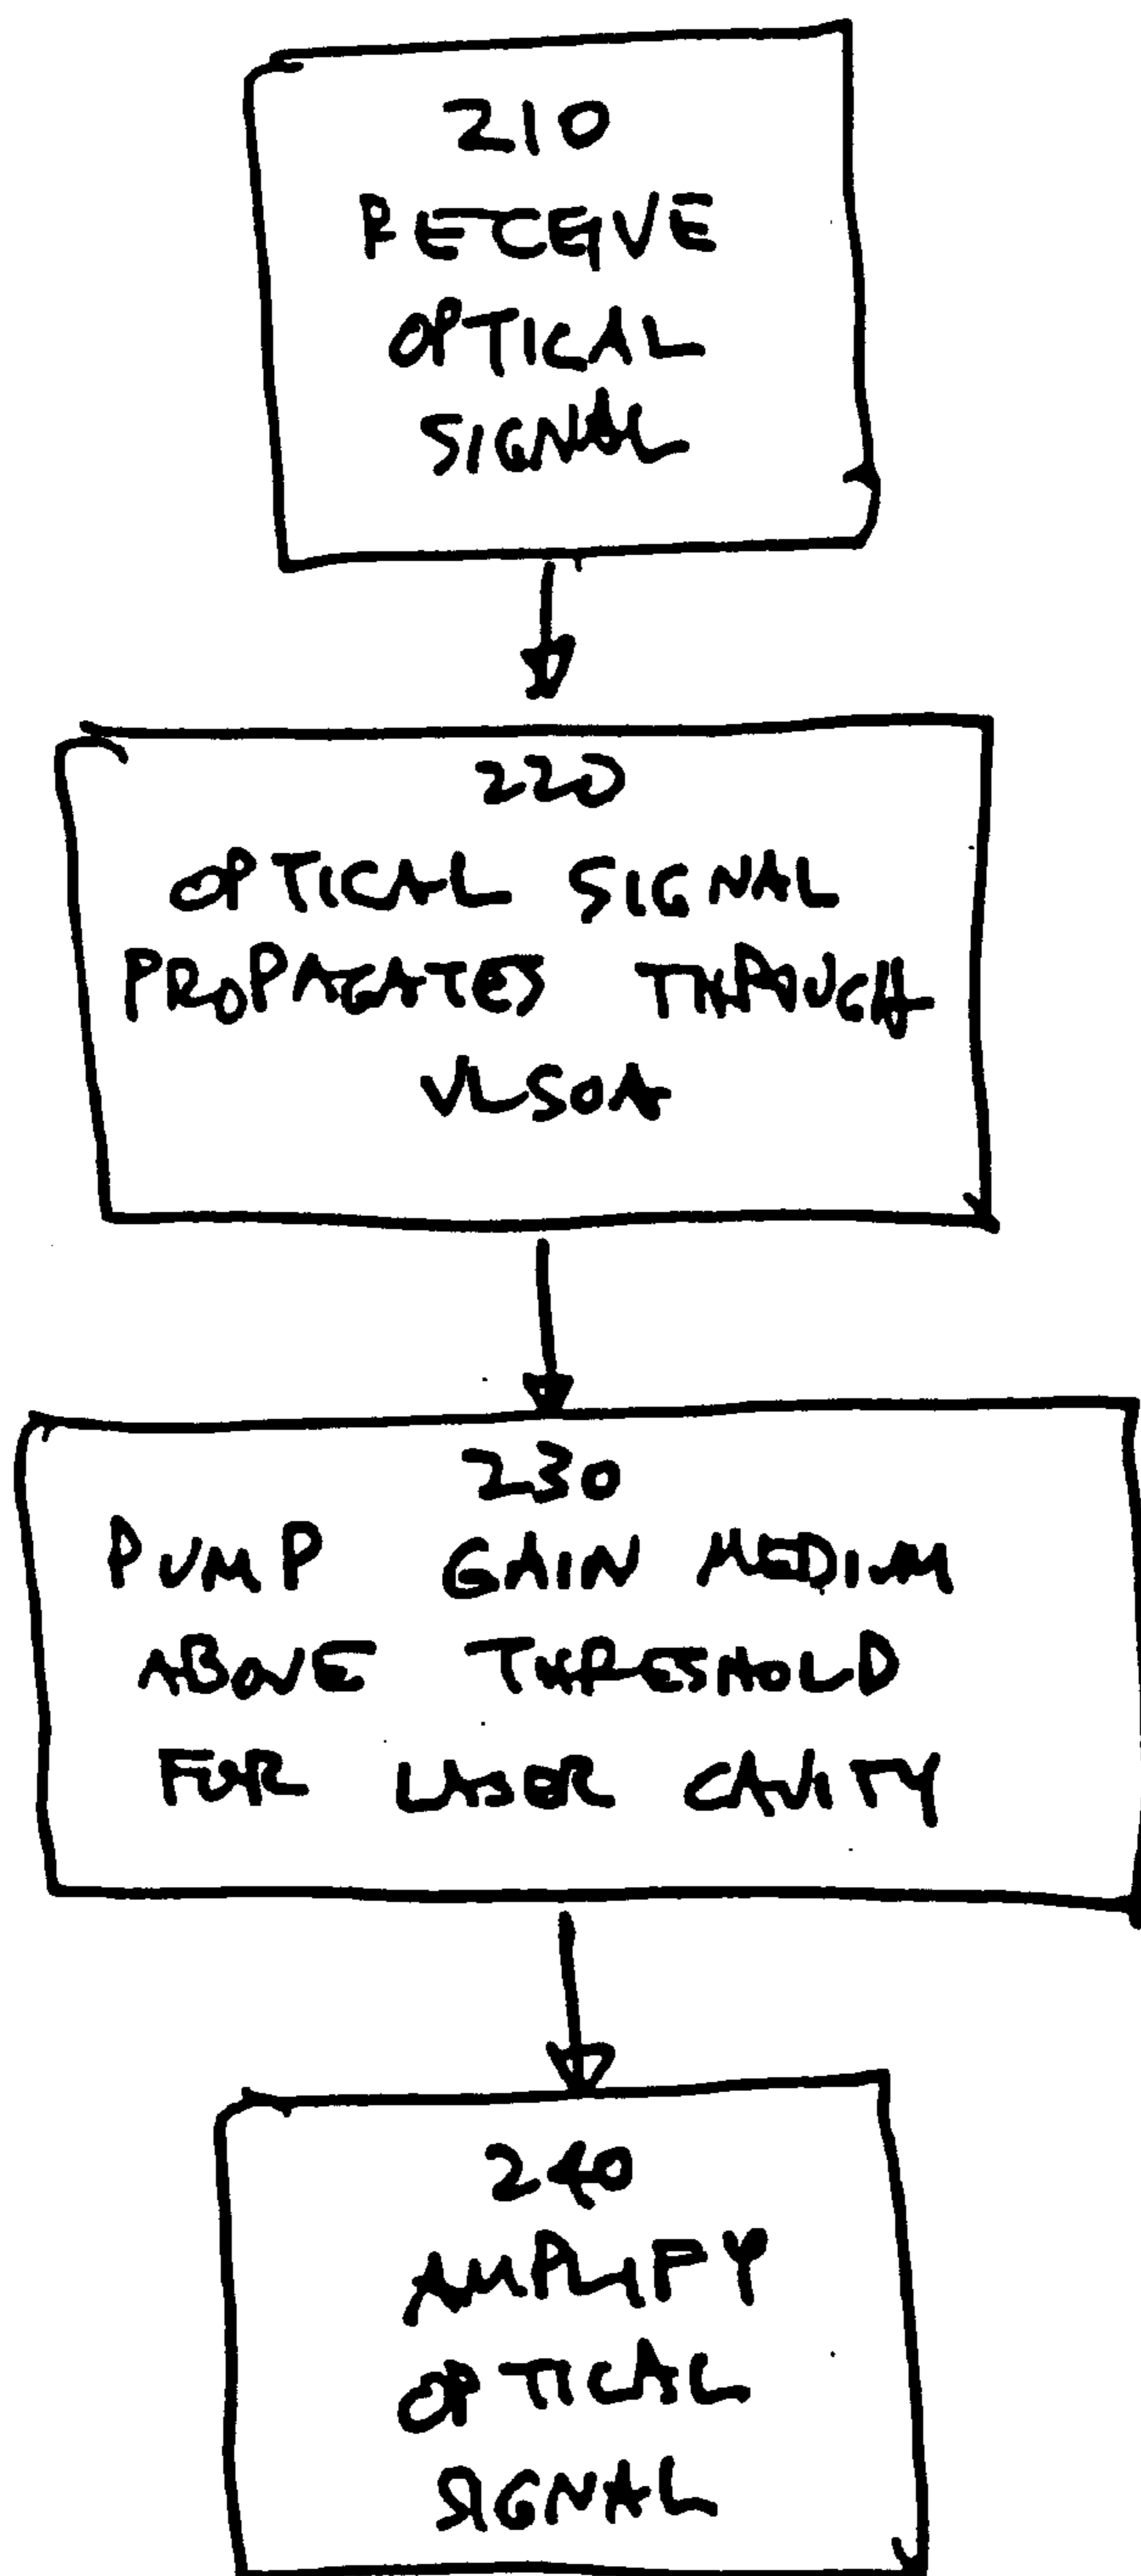 210
RECEIVE
OPTICAL
SIGNAL
220
OPTICAL SIGNAL
PROPAGATES THROUGH
VLSOA
230
PUMP GAIN MEDIUM
ABOVE THRESHOLD
FOR LASER CAVITY
240
AMPLIFY
OPTICAL
SIGNAL